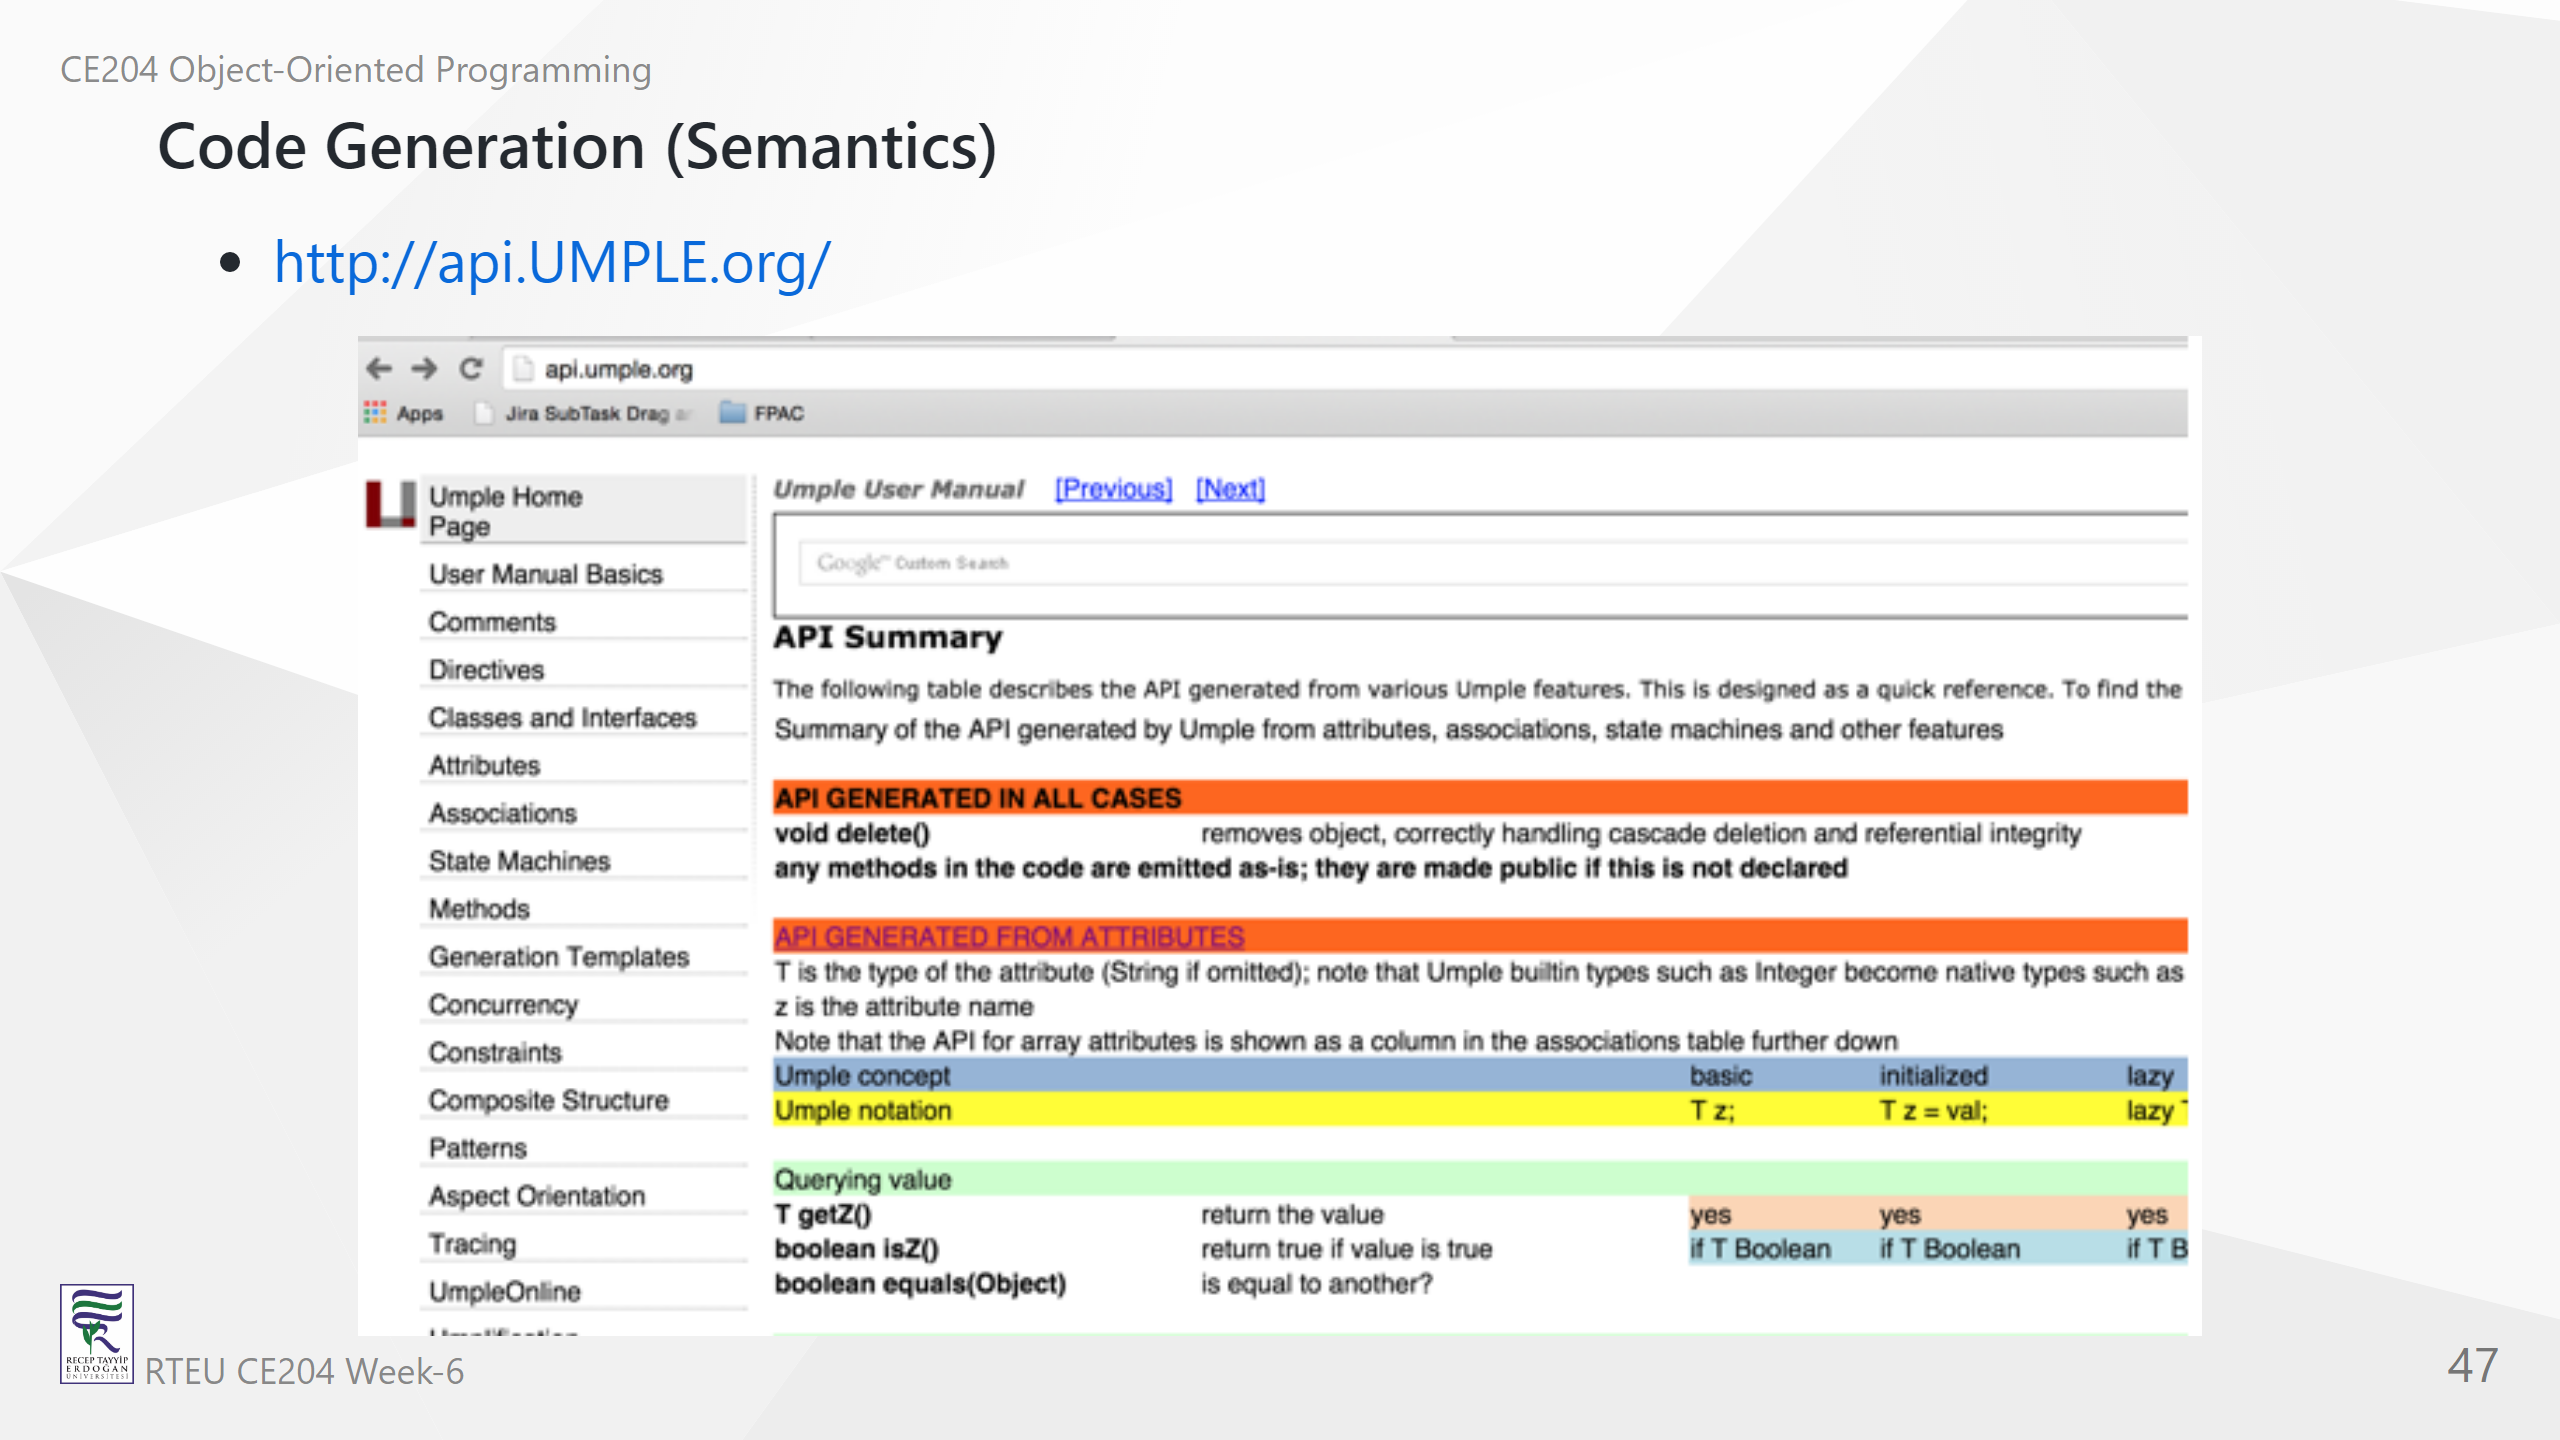 CE204 Object-Oriented Programming
Code Generation (Semantics)
• http://api.UMPLE.org/
api.umple.org
Apps Jira SubTask Drag FPAC
Umple Home
Page
User Manual Basics
Comments
Directives
Classes and Interfaces
Attributes
Associations
State Machines
Methods
Generation Templates
Concurrency
Constraints
Composite Structure
Patterns
Aspect Orientation
Tracing
UmpleOnline
Umple User Manual [Previous] [Next]
Google™ Custom Search
API Summary
The following table describes the API generated from various Umple features. This is designed as a quick reference. To find the
Summary of the API generated by Umple from attributes, associations, state machines and other features
API GENERATED IN ALL CASES
void delete() removes object, correctly handling cascade deletion and referential integrity
any methods in the code are emitted as-is; they are made public if this is not declared
API GENERATED FROM ATTRIBUTES
T is the type of the attribute (String if omitted); note that Umple builtin types such as Integer become native types such as
z is the attribute name
Note that the API for array attributes is shown as a column in the associations table further down
Umple concept basic initialized lazy
Umple notation T z; T z = val; lazy
Querying value
T getZ() return the value yes yes yes
boolean isZ() return true if value is true if T Boolean if T Boolean if T B
boolean equals(Object) is equal to another?
RECEP TAYYİP
ERDOĞAN
ÜNİVERSİTESİ
RTEU CE204 Week-6
47